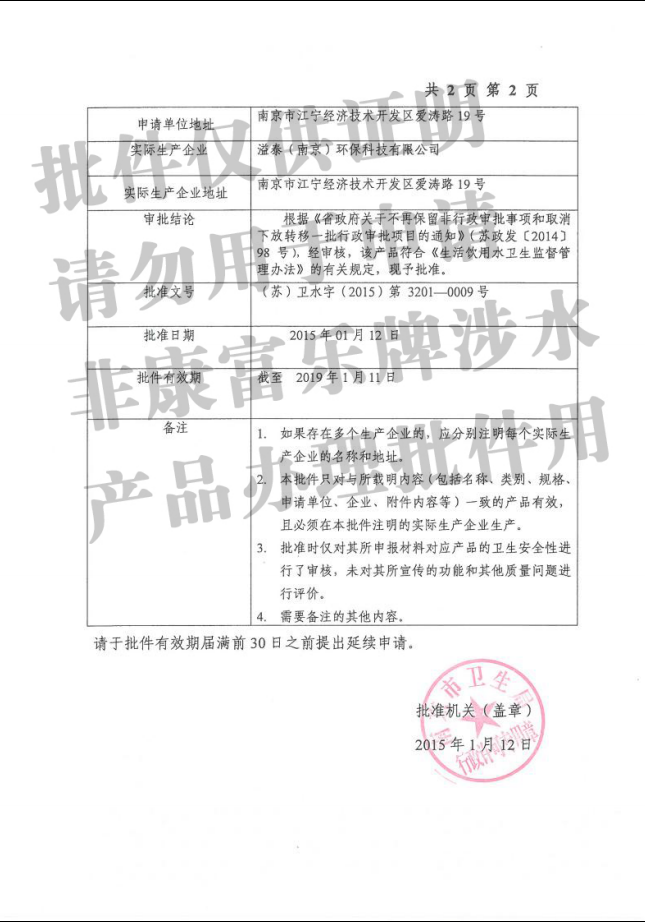 共 2 页 第 2 页
申请单位地址
南京市江宁经济技术开发区爱涛路 19 号
实际生产企业
溢泰（南京）环保科技有限公司
实际生产企业地址
南京市江宁经济技术开发区爱涛路 19 号
审批结论
根据《省政府关于不再保留非行政审批事项和取消
下放转移一批行政审批项目的通知》（苏政发〔2014〕
98 号），经审核，该产品符合《生活饮用水卫生监督管
理办法》的有关规定，现予批准。
批准文号
（苏）卫水字（2015）第 3201—0009 号
批准日期
2015 年 01 月 12 日
批件有效期
截至 2019 年 1 月 11 日
备注
1. 如果存在多个生产企业的，应分别注明每个实际生
产企业的名称和地址。
2. 本批件只对与所载明内容（包括名称、类别、规格、
申请单位、企业、附件内容等）一致的产品有效，
且必须在本批件注明的实际生产企业生产。
3. 批准时仅对其所申报材料对应产品的卫生安全性进
行了审核，未对其所宣传的功能和其他质量问题进
行评价。
4. 需要备注的其他内容。
请于批件有效期届满前 30 日之前提出延续申请。
市卫生局
批准机关（盖章）
2015 年 1 月 12 日
批件仅供证明
请勿用于申请
非康富乐牌涉水
产品办理批件用